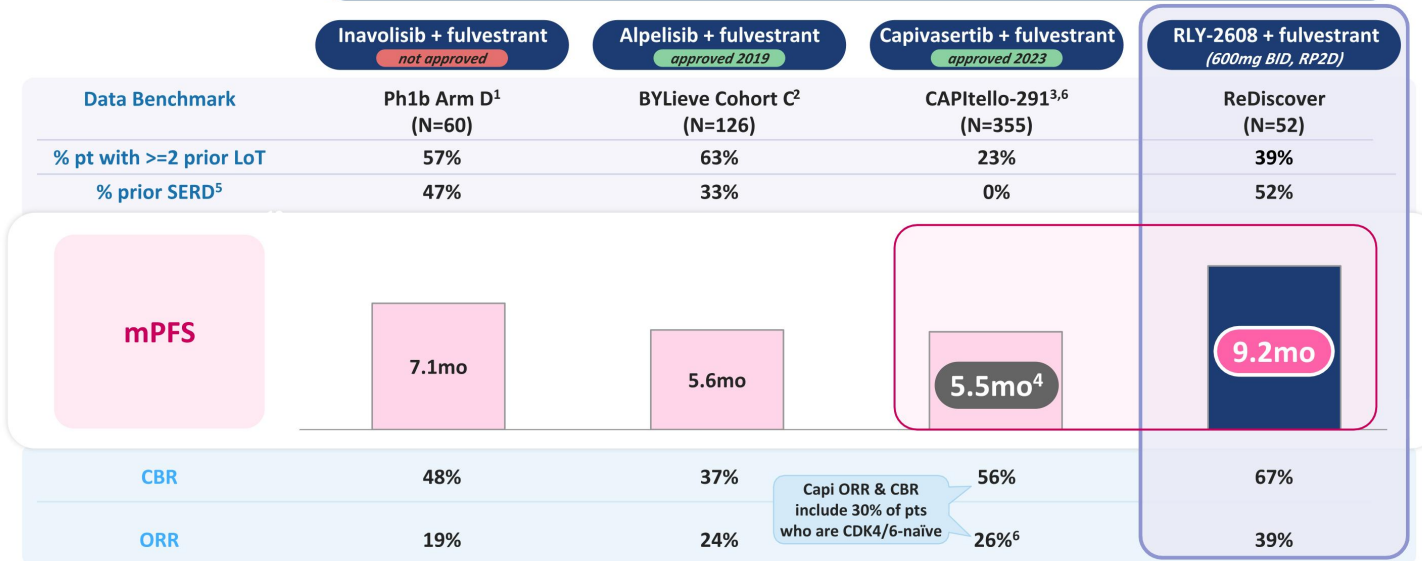 Inavolisib + fulvestrant
not approved
Alpelisib + fulvestrant
approved 2019
Capivasertib + fulvestrant
approved 2023
RLY-2608 + fulvestrant
(600mg BID, RP2D)
Data Benchmark
Ph1b Arm D¹
(N=60)
BYLieve Cohort C²
(N=126)
CAPItello-291³,⁶
(N=355)
ReDiscover
(N=52)
% pt with >=2 prior LoT 57% 63% 23% 39%
% prior SERD⁵ 47% 33% 0% 52%
mPFS
7.1mo
5.6mo
5.5mo⁴
9.2mo
CBR 48% 37% 56% 67%
Capi ORR & CBR
include 30% of pts
who are CDK4/6-naïve
ORR 19% 24% 26%⁶ 39%